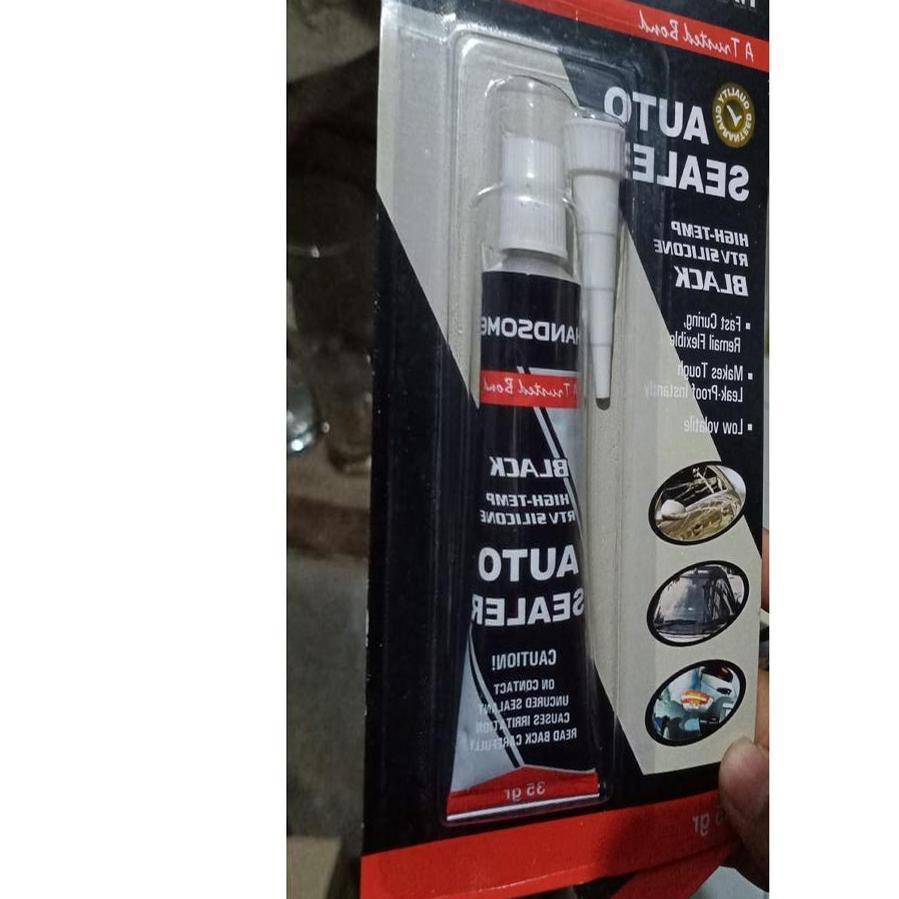 A Trusted Bond
QUALITY GUARANTEED
AUTO
SEALER
HIGH-TEMP
RTV SILICONE
BLACK
Fast Curing,
Remail Flexible
Makes Tough
Leak-Proof Instantly
Low volatile
HANDSOME
A Trusted Bond
BLACK
HIGH-TEMP
RTV SILICONE
AUTO
SEALER
CAUTION!
ON CONTACT
UNCURED SEALANT
CAUSES IRRITATION
READ BACK CAREFULLY
35 gr
gr